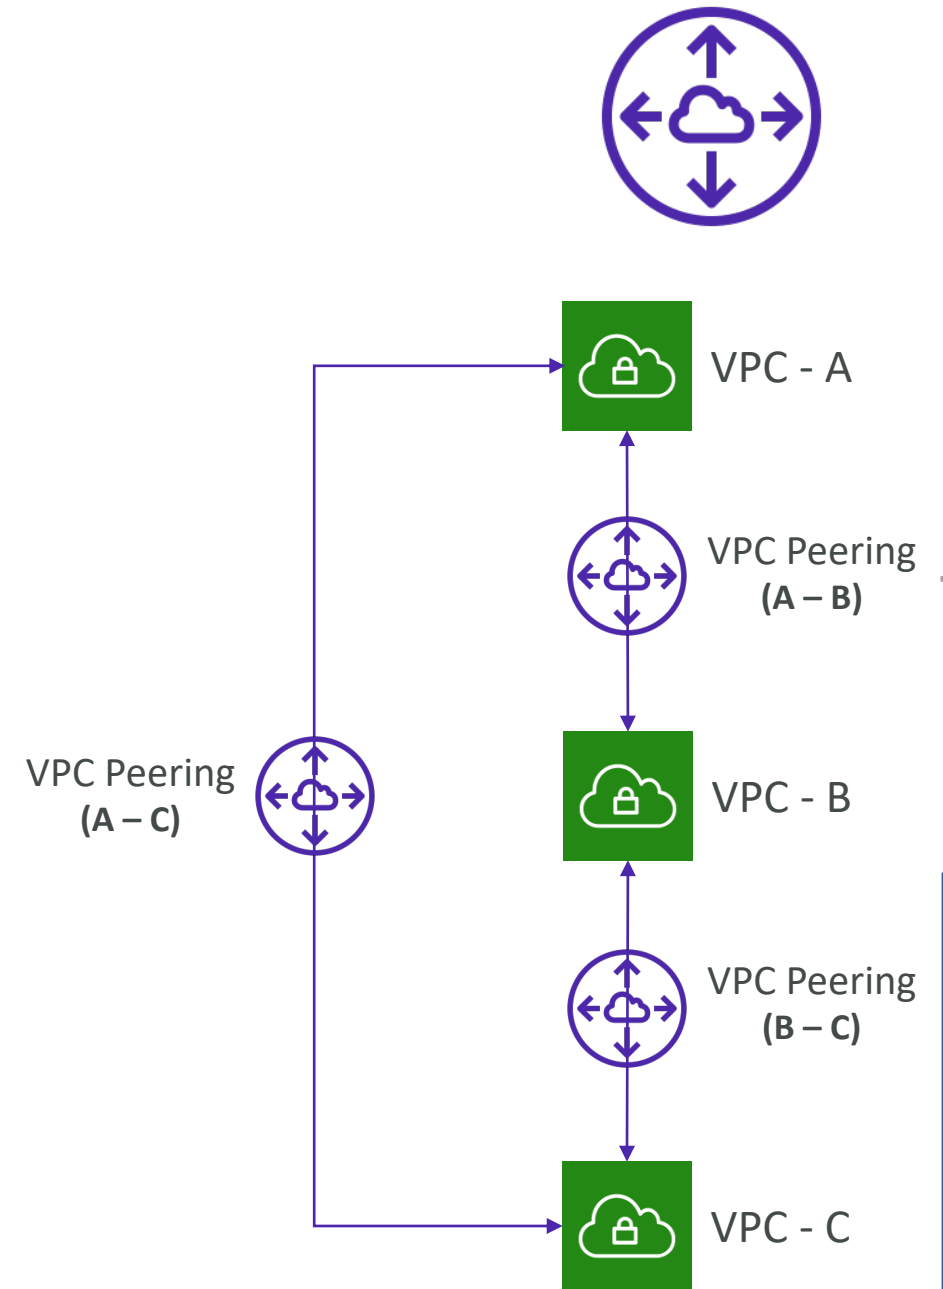 VPC - A
VPC Peering
(A – B)
VPC Peering
(A – C)
VPC - B
VPC Peering
(B – C)
VPC - C